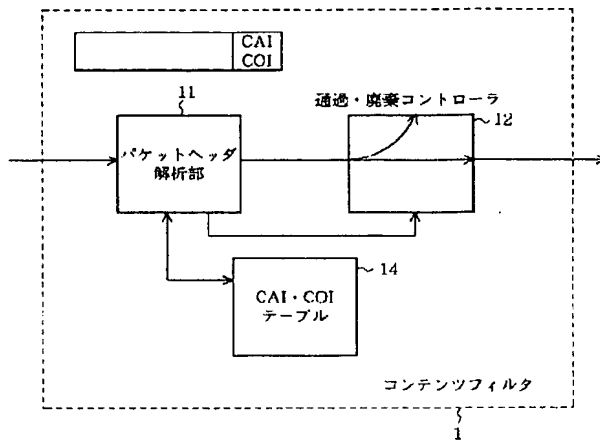 CAI
COI
11
パケットヘッダ
解析部
通過・廃棄コントローラ
12
14
CAI・COI
テーブル
コンテンツフィルタ
1